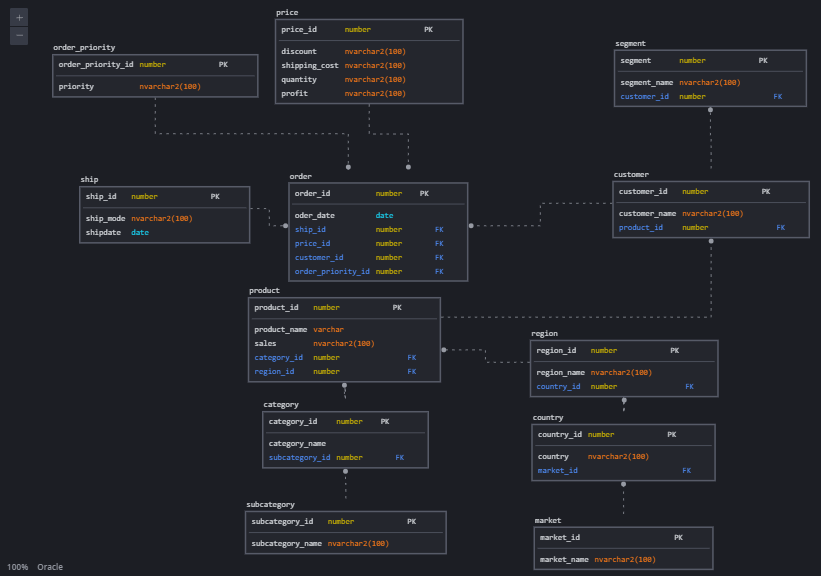 +
−
order_priority
order_priority_id number PK
priority nvarchar2(100)
price
price_id number PK
discount nvarchar2(100)
shipping_cost nvarchar2(100)
quantity nvarchar2(100)
profit nvarchar2(100)
segment
segment number PK
segment_name nvarchar2(100)
customer_id number FK
ship
ship_id number PK
ship_mode nvarchar2(100)
shipdate date
order
order_id number PK
oder_date date
ship_id number FK
price_id number FK
customer_id number FK
order_priority_id number FK
customer
customer_id number PK
customer_name nvarchar2(100)
product_id number FK
product
product_id number PK
product_name varchar
sales nvarchar2(100)
category_id number FK
region_id number FK
region
region_id number PK
region_name nvarchar2(100)
country_id number FK
category
category_id number PK
category_name
subcategory_id number FK
country
country_id number PK
country nvarchar2(100)
market_id FK
subcategory
subcategory_id number PK
subcategory_name nvarchar2(100)
market
market_id PK
market_name nvarchar2(100)
100% Oracle